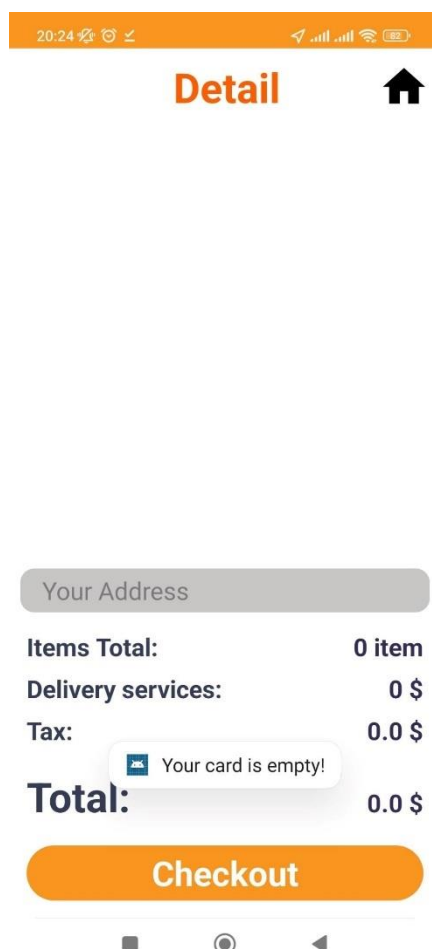 20:24
82
Detail
Your Address
Items Total: 0 item
Delivery services: 0 $
Tax: 0.0 $
Your card is empty!
Total: 0.0 $
Checkout